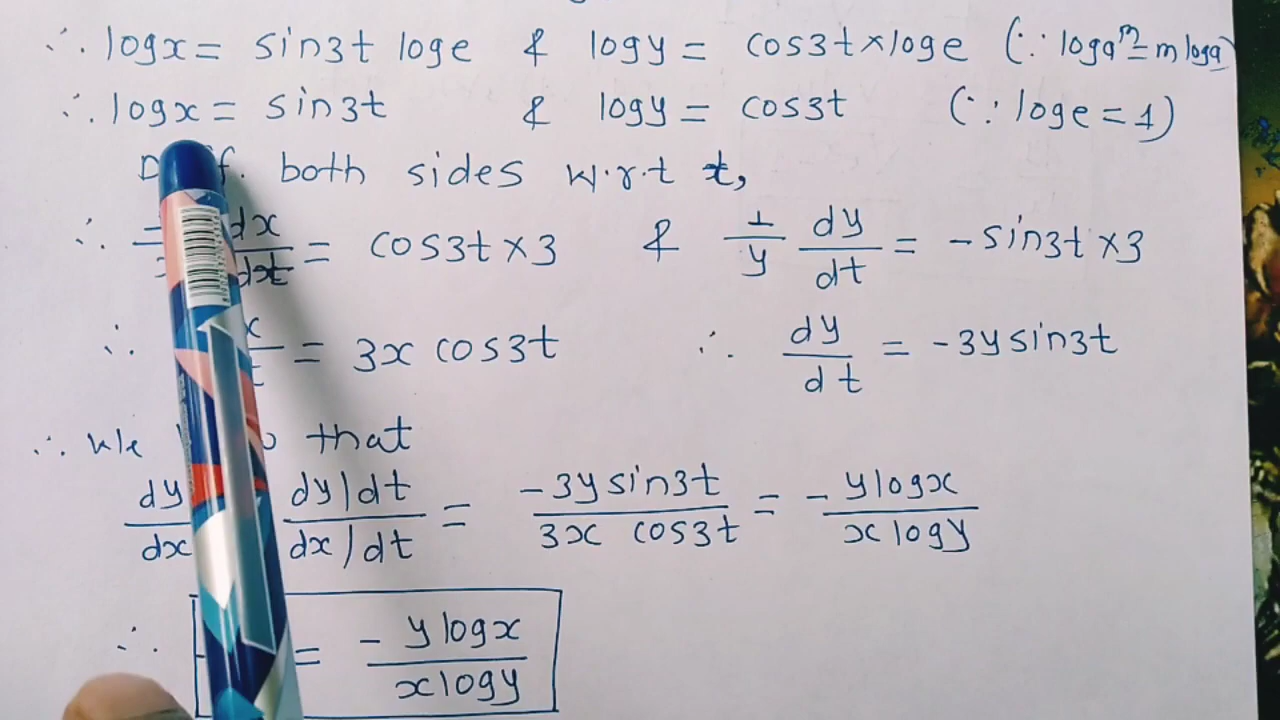 ∴ logx = sin3t loge & logy = cos3t×loge (∵ loga^m = m loga)
∴ logx = sin3t & logy = cos3t (∵ loge = 1)
both sides w.r.t t,
∴ dx/dt = cos3t×3 & 1/y dy/dt = -sin3t×3
∴ = 3x cos3t ∴ dy/dt = -3y sin3t
∴ We that
dy/dx dy/dt / dx/dt = -3y sin3t / 3x cos3t = - y logx / x logy
∴ = - y logx / x logy